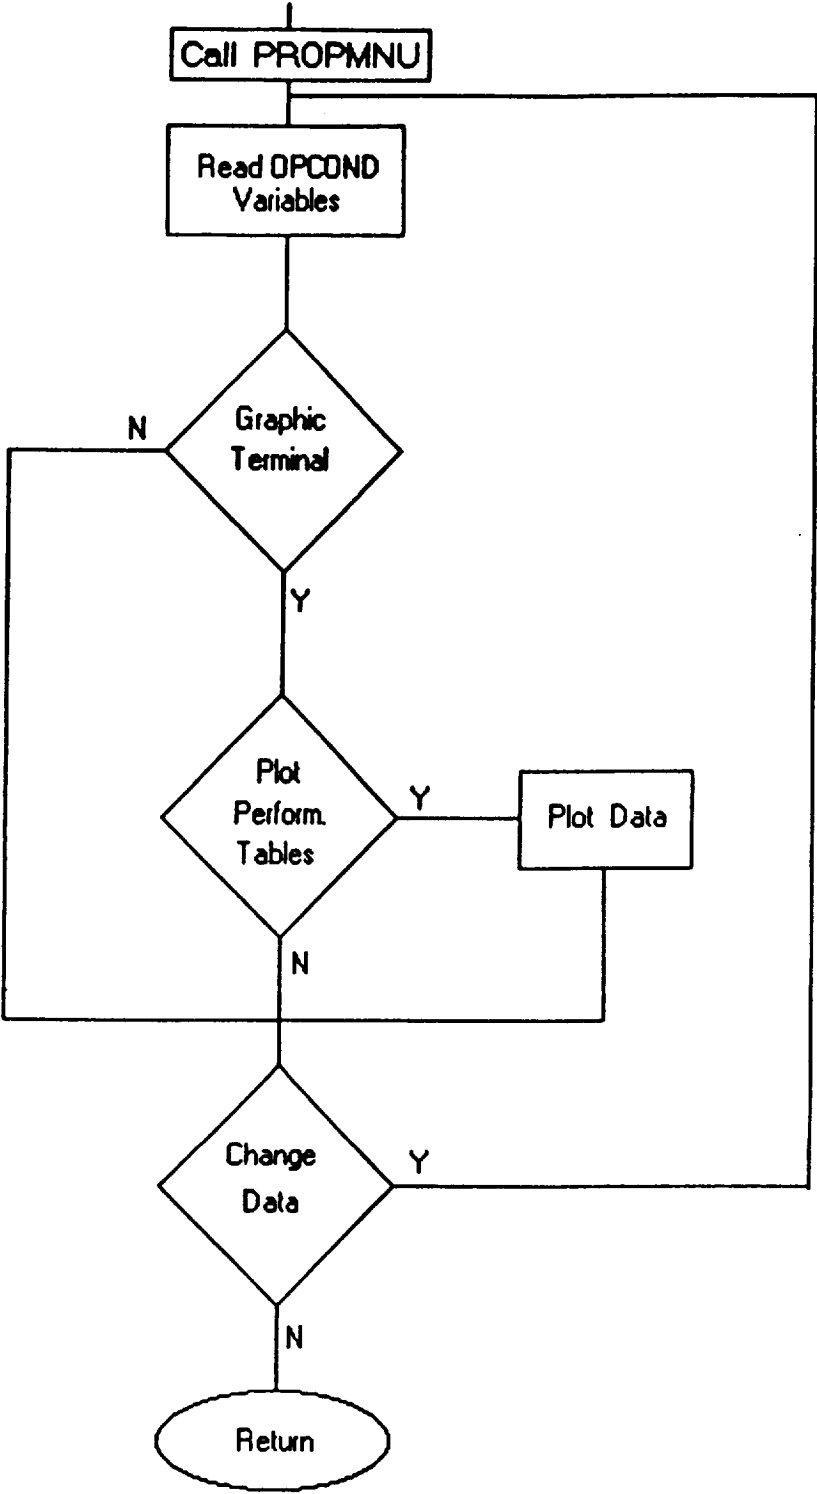 Call PROPMNU
Read OPCOND
Variables
Graphic
Terminal
N
Y
Plot
Perform.
Tables
Y
Plot Data
N
Change
Data
Y
N
Return